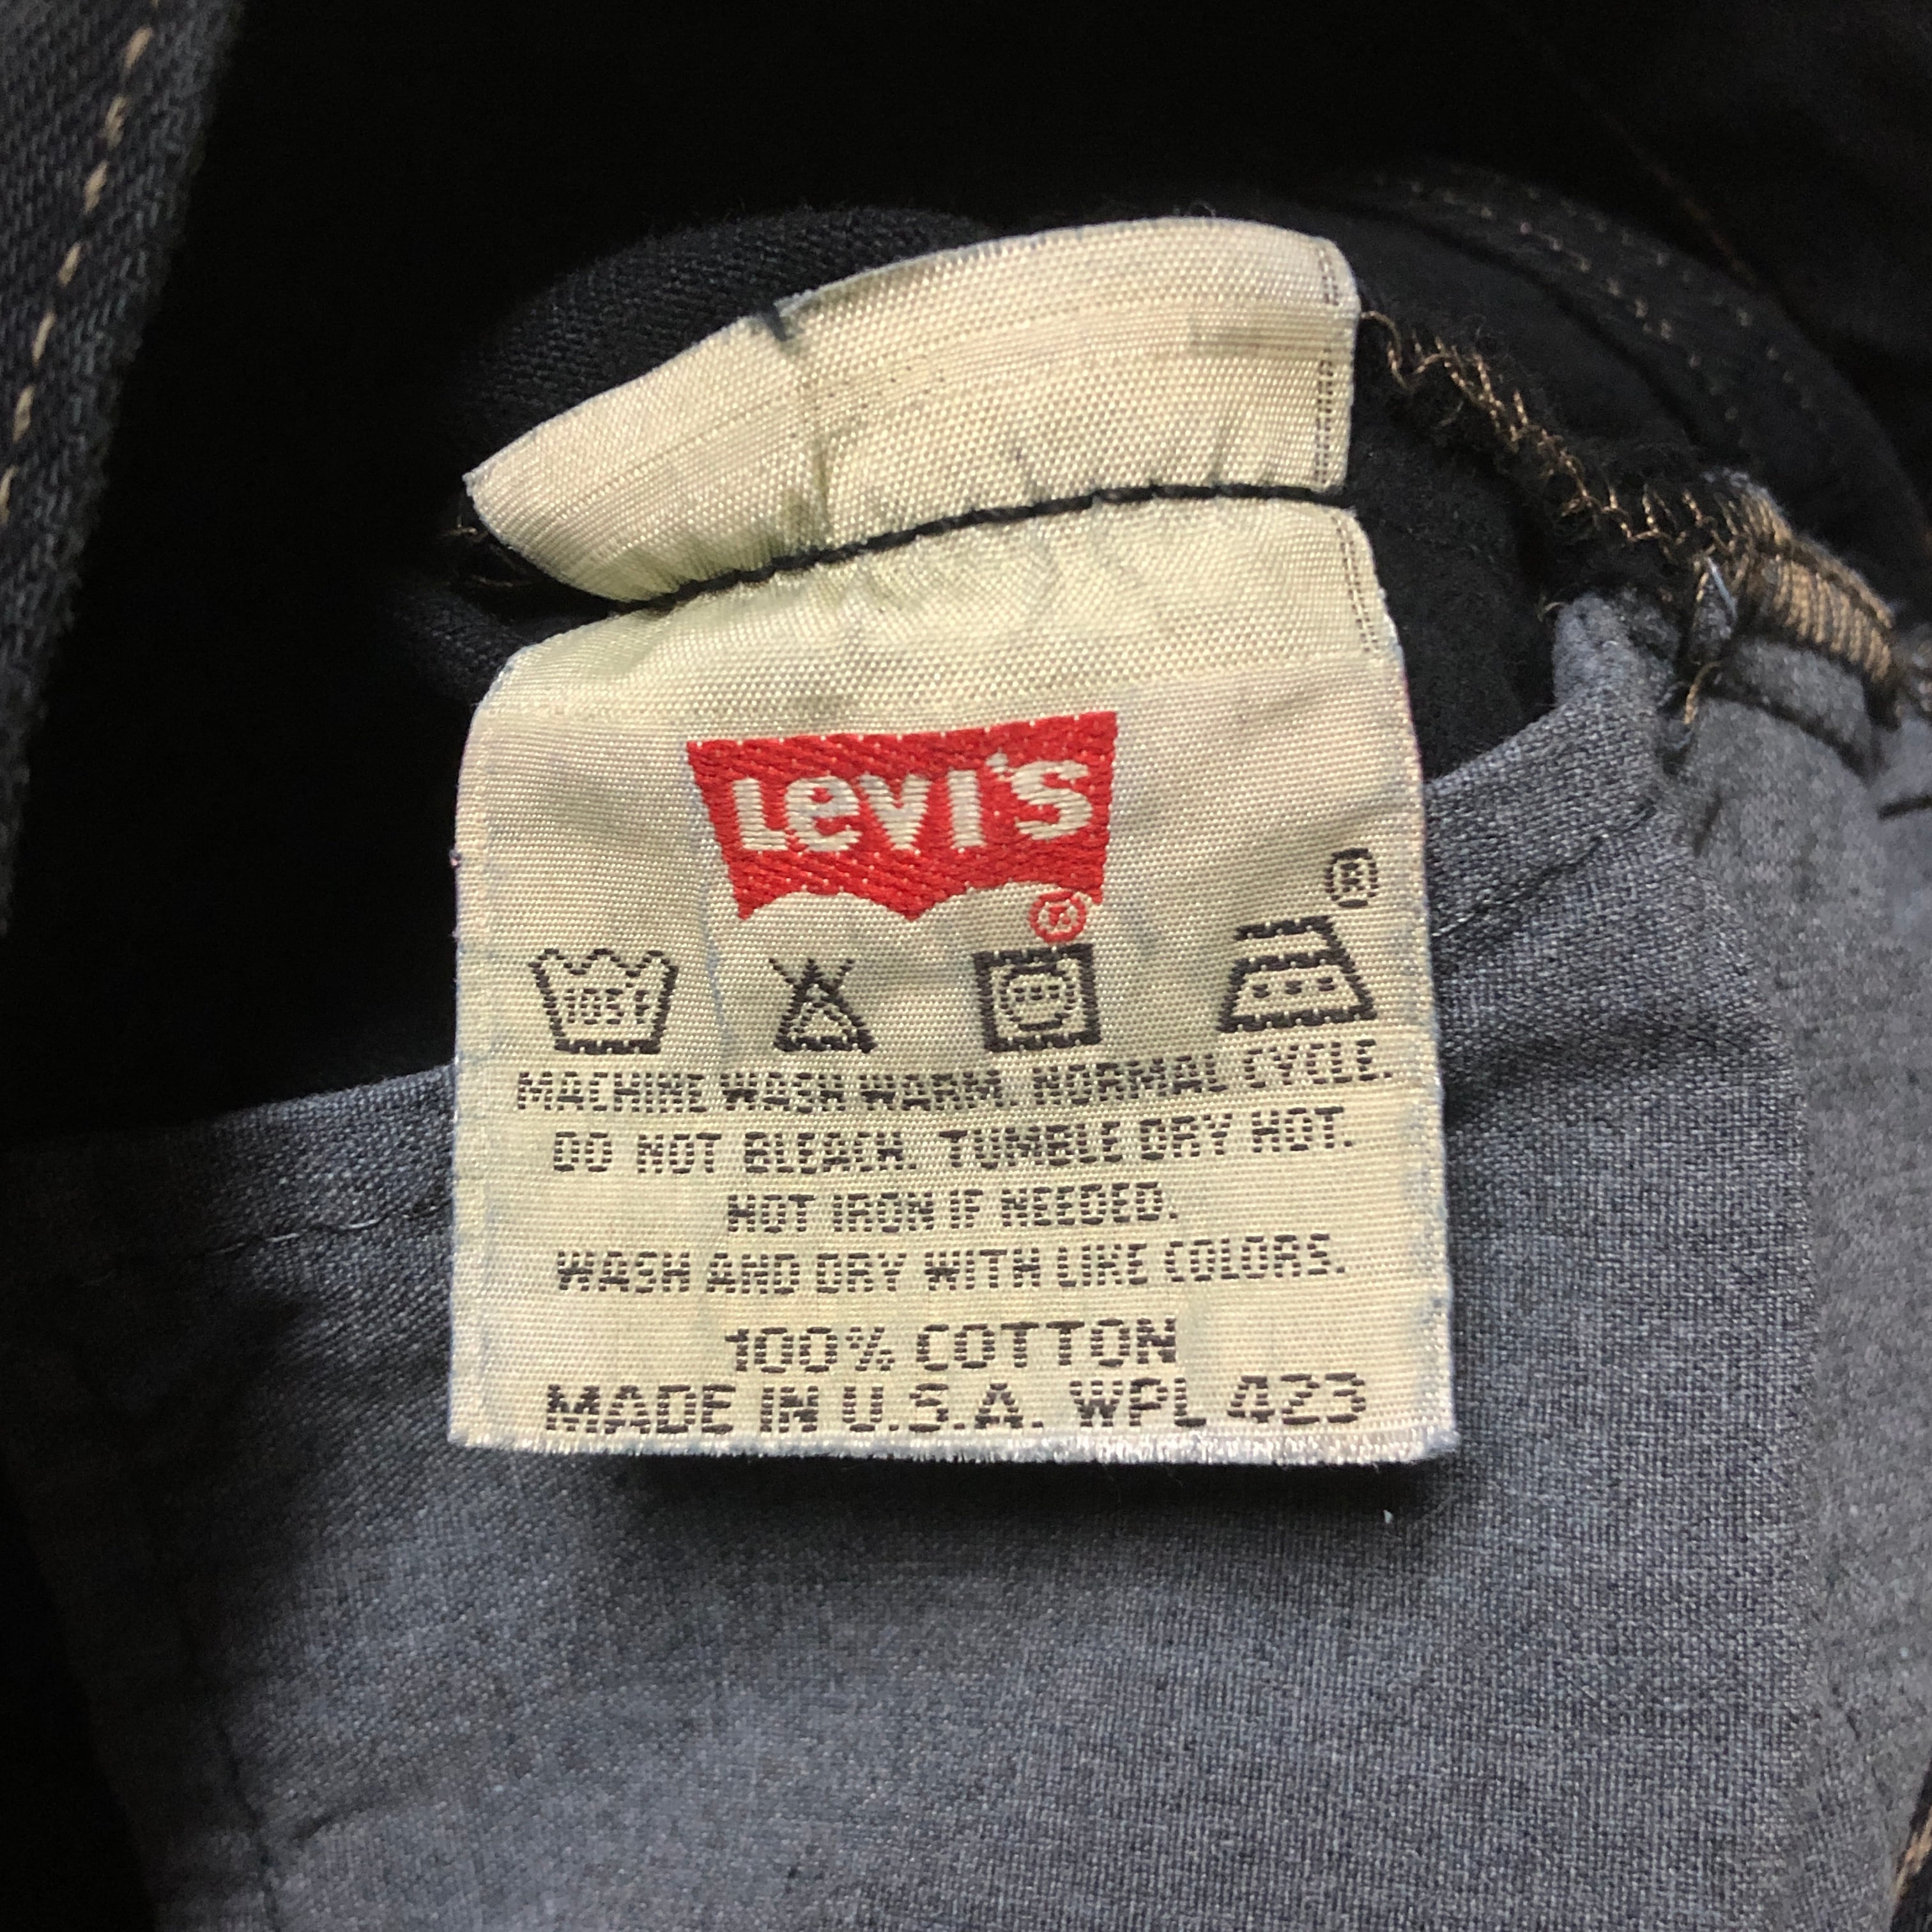 Levi's
®
®
105F
MACHINE WASH WARM. NORMAL CYCLE.
DO NOT BLEACH. TUMBLE DRY HOT.
HOT IRON IF NEEDED.
WASH AND DRY WITH LIKE COLORS.
100% COTTON
MADE IN U.S.A. WPL 423